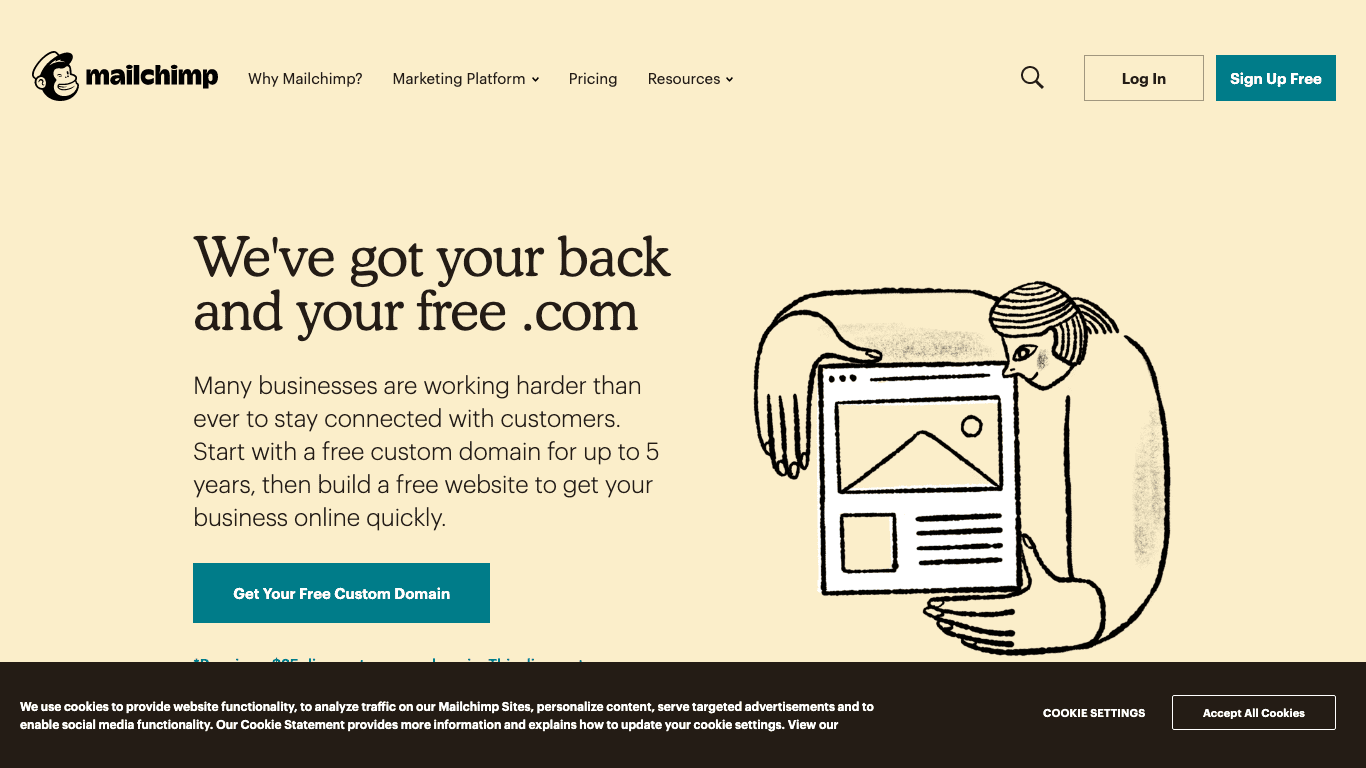 mailchimp
Why Mailchimp?
Marketing Platform
Pricing
Resources
Log In
Sign Up Free
We've got your back
and your free .com
Many businesses are working harder than
ever to stay connected with customers.
Start with a free custom domain for up to 5
years, then build a free website to get your
business online quickly.
Get Your Free Custom Domain
We use cookies to provide website functionality, to analyze traffic on our Mailchimp Sites, personalize content, serve targeted advertisements and to
enable social media functionality. Our Cookie Statement provides more information and explains how to update your cookie settings. View our
COOKIE SETTINGS
Accept All Cookies